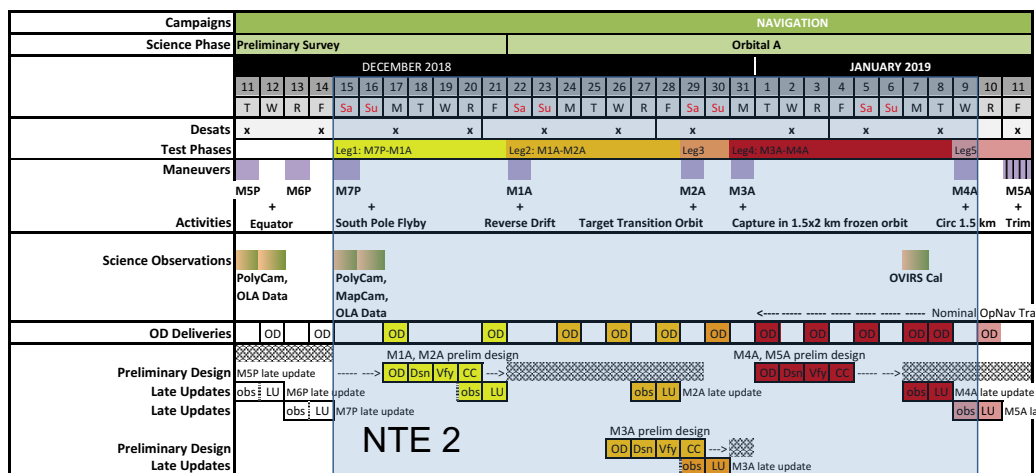 Campaigns NAVIGATION
Science Phase Preliminary Survey Orbital A
DECEMBER 2018 JANUARY 2019
11 12 13 14 15 16 17 18 19 20 21 22 23 24 25 26 27 28 29 30 31 1 2 3 4 5 6 7 8 9 10 11
T W R F Sa Su M T W R F Sa Su M T W R F Sa Su M T W R F Sa Su M T W R F
Desats x x x x x x x x x x x
Test Phases Leg1: M7P-M1A Leg2: M1A-M2A Leg3 Leg4: M3A-M4A Leg5
Maneuvers
M5P M6P M7P M1A M2A M3A M4A M5A
+ + + + + + +
Activities Equator South Pole Flyby Reverse Drift Target Transition Orbit Capture in 1.5x2 km frozen orbit Circ 1.5 km Trim
Science Observations
PolyCam, PolyCam, OVIRS Cal
OLA Data MapCam,
OLA Data <---- ----- ----- ----- ----- ----- ----- Nominal OpNav Tra
OD Deliveries OD OD OD OD OD OD OD OD OD OD OD OD OD OD
M1A, M2A prelim design M4A, M5A prelim design
Preliminary Design M5P late update ----- ---> OD Dsn Vfy CC ---> OD Dsn Vfy CC ----- --->
Late Updates obs LU M6P late update obs LU obs LU M2A late update obs LU M4A late update
Late Updates obs LU M7P late update obs LU M5A la
NTE 2
M3A prelim design
Preliminary Design OD Dsn Vfy CC --->
Late Updates obs LU M3A late update